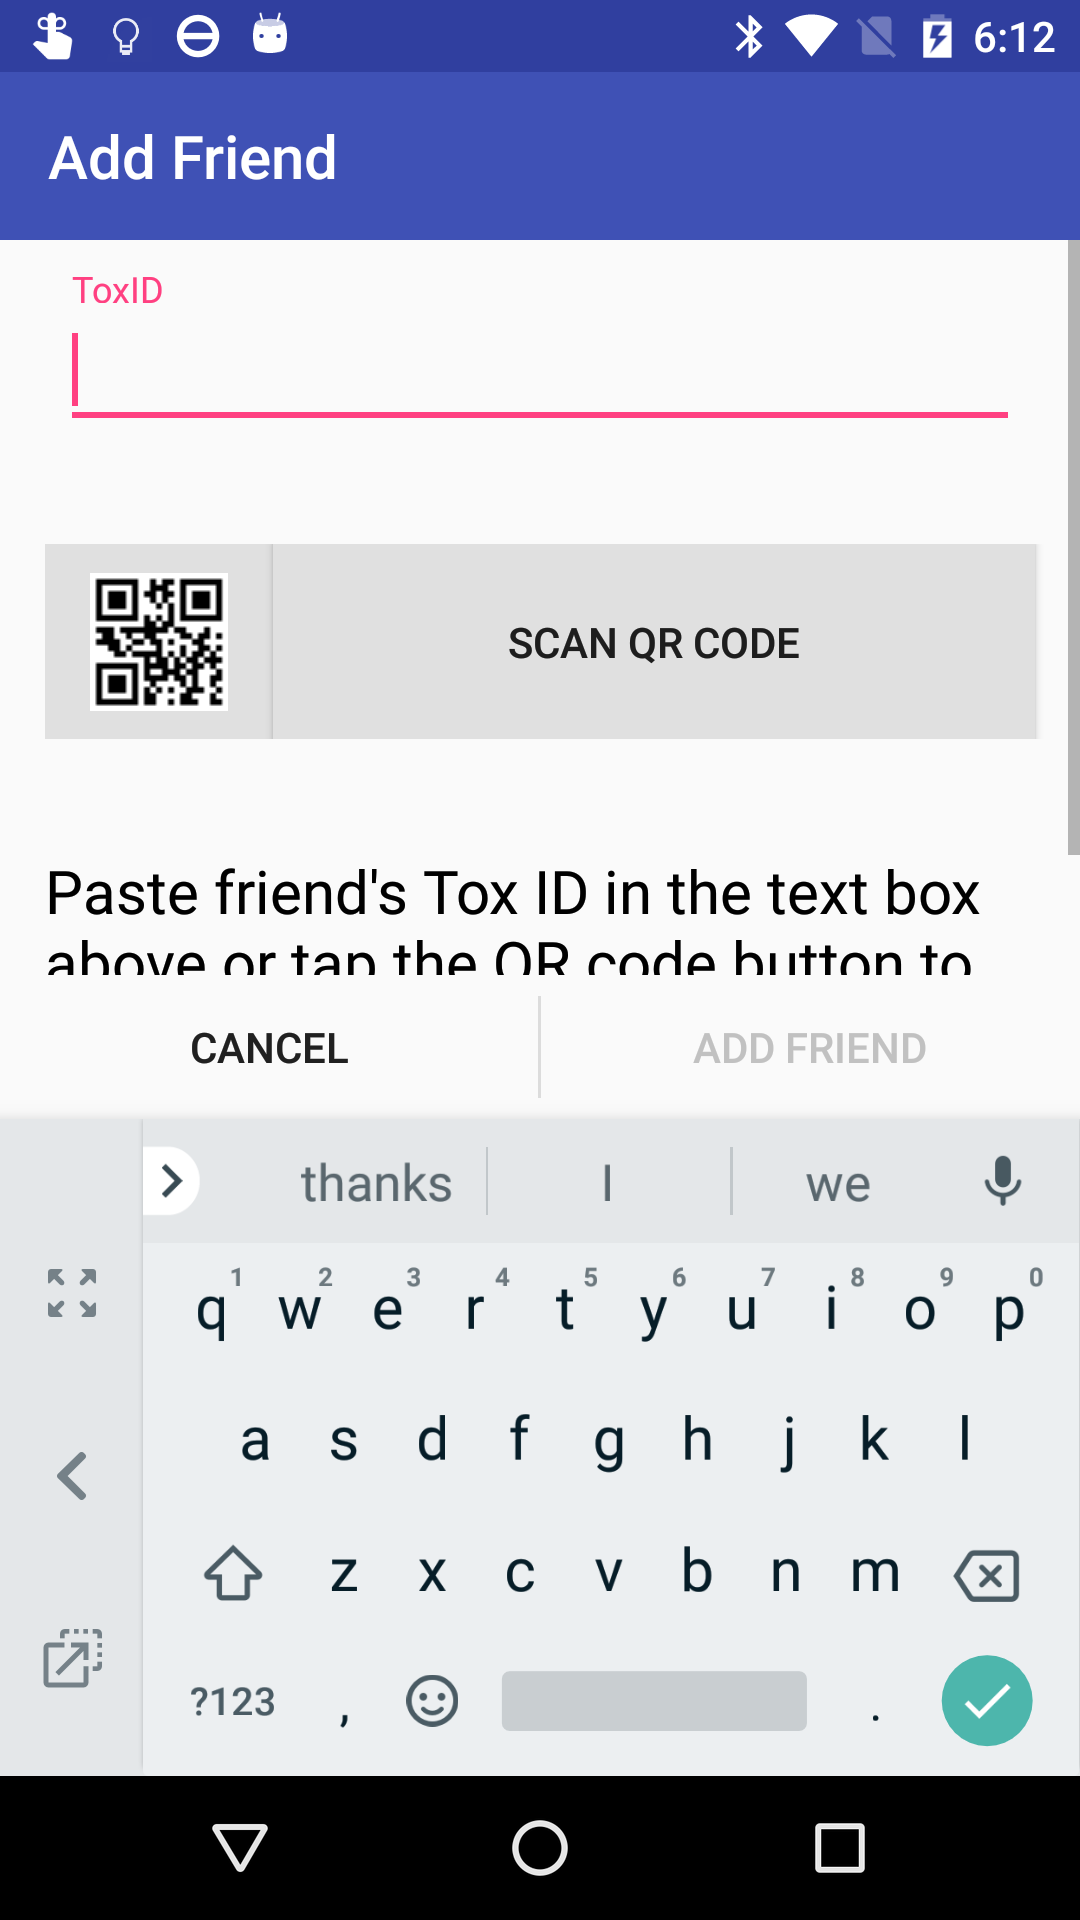 6:12
Add Friend
ToxID
SCAN QR CODE
Paste friend's Tox ID in the text box
above or tap the QR code button to
CANCEL
ADD FRIEND
thanks I we
q 1 w 2 e 3 r 4 t 5 y 6 u 7 i 8 o 9 p 0
a s d f g h j k l
z x c v b n m
?123 , .